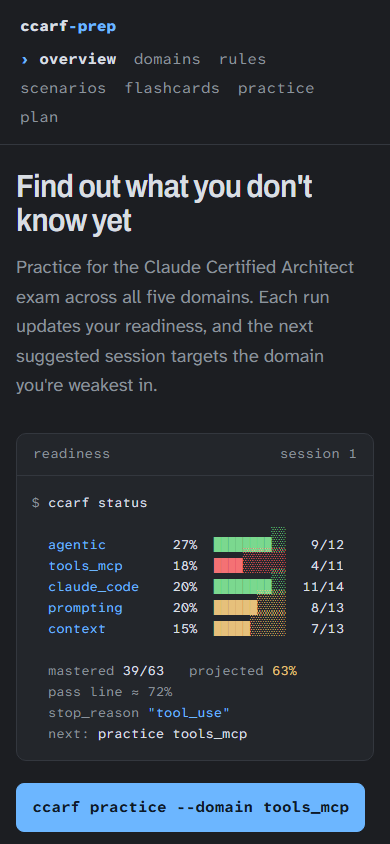 ccarf-prep
› overview domains rules
scenarios flashcards practice
plan
Find out what you don't
know yet
Practice for the Claude Certified Architect
exam across all five domains. Each run
updates your readiness, and the next
suggested session targets the domain
you're weakest in.
readiness session 1
$ ccarf status
agentic 27% 9/12
tools_mcp 18% 4/11
claude_code 20% 11/14
prompting 20% 8/13
context 15% 7/13
mastered 39/63 projected 63%
pass line ≈ 72%
stop_reason "tool_use"
next: practice tools_mcp
ccarf practice --domain tools_mcp